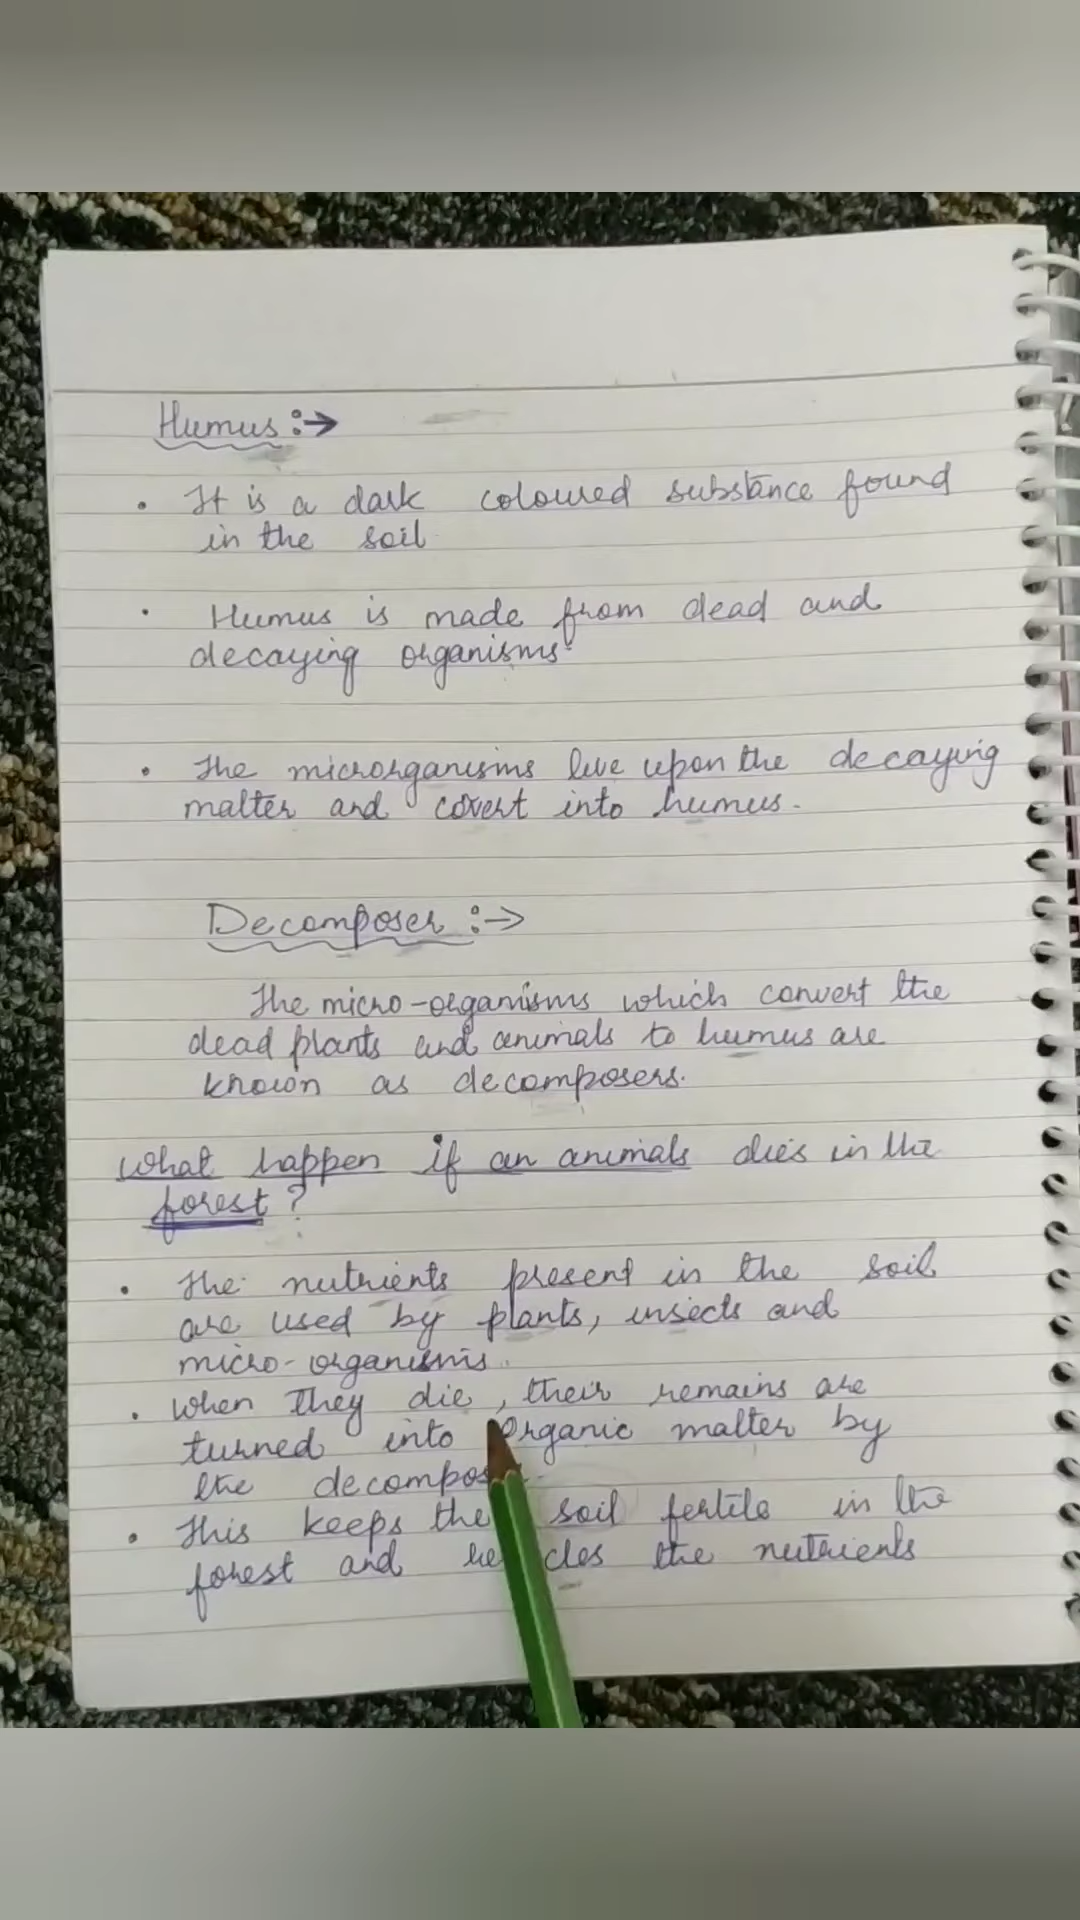 Humus :→
• It is a dark coloured substance found
in the soil
• Humus is made from dead and
decaying organisms.
• The microrganisms live upon the decaying
matter and covert into humus.
Decomposer :→
The micro-organisms which convert the
dead plants and animals to humus are
known as decomposers.
What happen if an animals dies in the
forest?
• The nutrients present in the soil
are used by plants, insects and
micro-organisms.
• When they die, their remains are
turned into organic matter by
the
• This keeps the soil fertile in the
forest and the nutrients